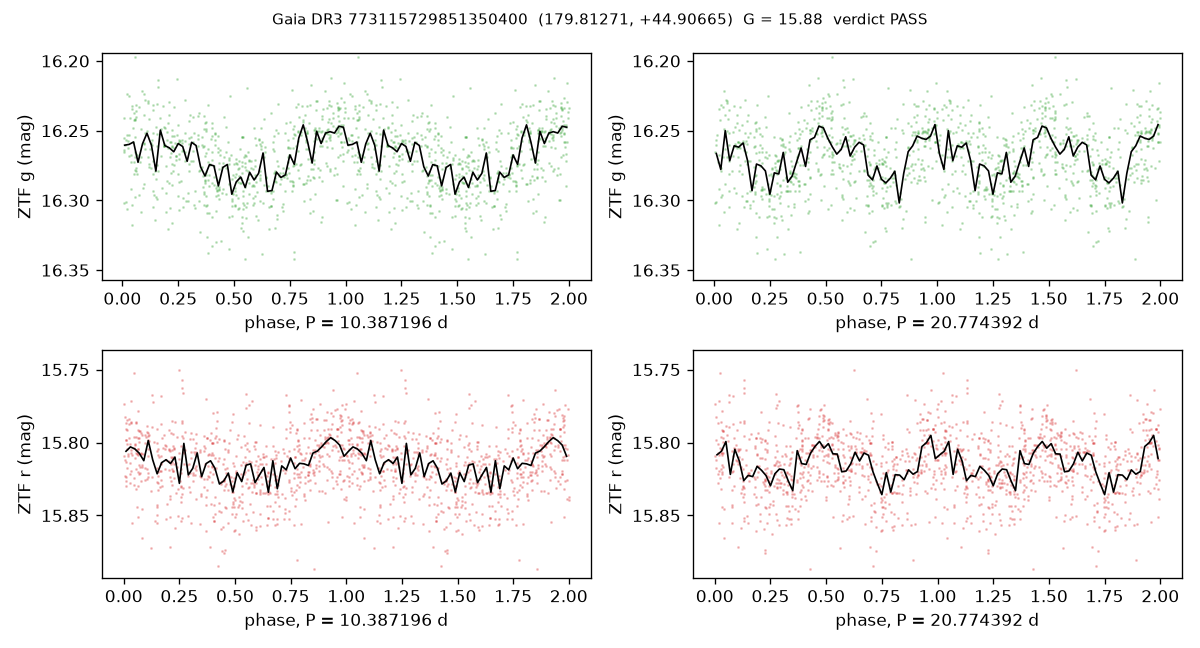 Gaia DR3 773115729851350400 (179.81271, +44.90665) G = 15.88 verdict PASS
16.20
16.25
16.30
16.35
ZTF g (mag)
0.00 0.25 0.50 0.75 1.00 1.25 1.50 1.75 2.00
phase, P = 10.387196 d
16.20
16.25
16.30
16.35
ZTF g (mag)
0.00 0.25 0.50 0.75 1.00 1.25 1.50 1.75 2.00
phase, P = 20.774392 d
15.75
15.80
15.85
ZTF r (mag)
0.00 0.25 0.50 0.75 1.00 1.25 1.50 1.75 2.00
phase, P = 10.387196 d
15.75
15.80
15.85
ZTF r (mag)
0.00 0.25 0.50 0.75 1.00 1.25 1.50 1.75 2.00
phase, P = 20.774392 d